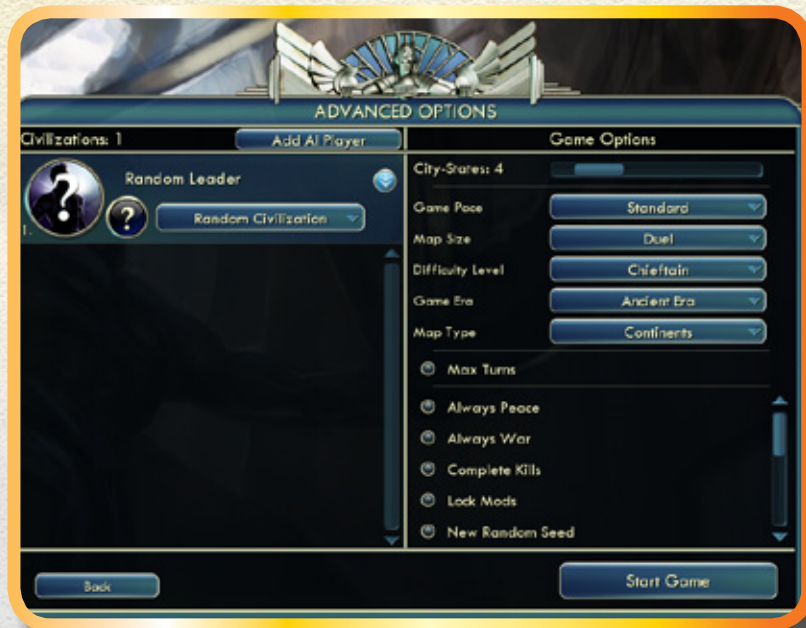 ADVANCED OPTIONS
Civilizations: 1
Add AI Player
Game Options
?
Random Leader
1.
?
Random Civilization
City-States: 4
Game Pace
Standard
Map Size
Duel
Difficulty Level
Chieftain
Game Era
Ancient Era
Map Type
Continents
Max Turns
Always Peace
Always War
Complete Kills
Lock Mods
New Random Seed
Back
Start Game